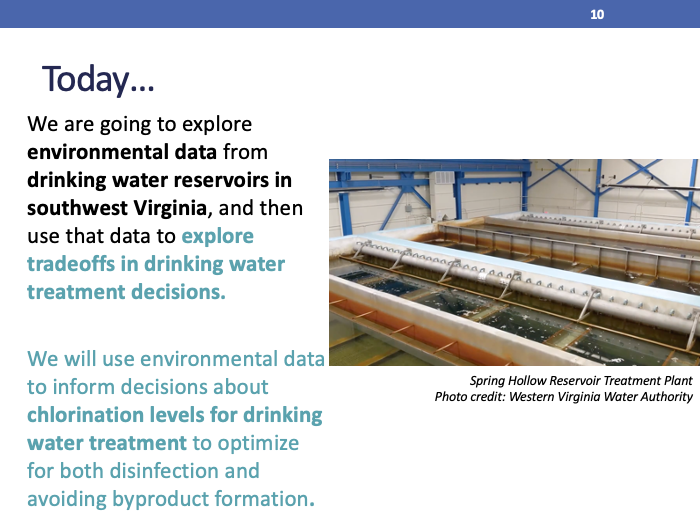 10
Today...
We are going to explore
environmental data from
drinking water reservoirs in
southwest Virginia, and then
use that data to explore
tradeoffs in drinking water
treatment decisions.
We will use environmental data
to inform decisions about
chlorination levels for drinking
water treatment to optimize
for both disinfection and
avoiding byproduct formation.
Spring Hollow Reservoir Treatment Plant
Photo credit: Western Virginia Water Authority